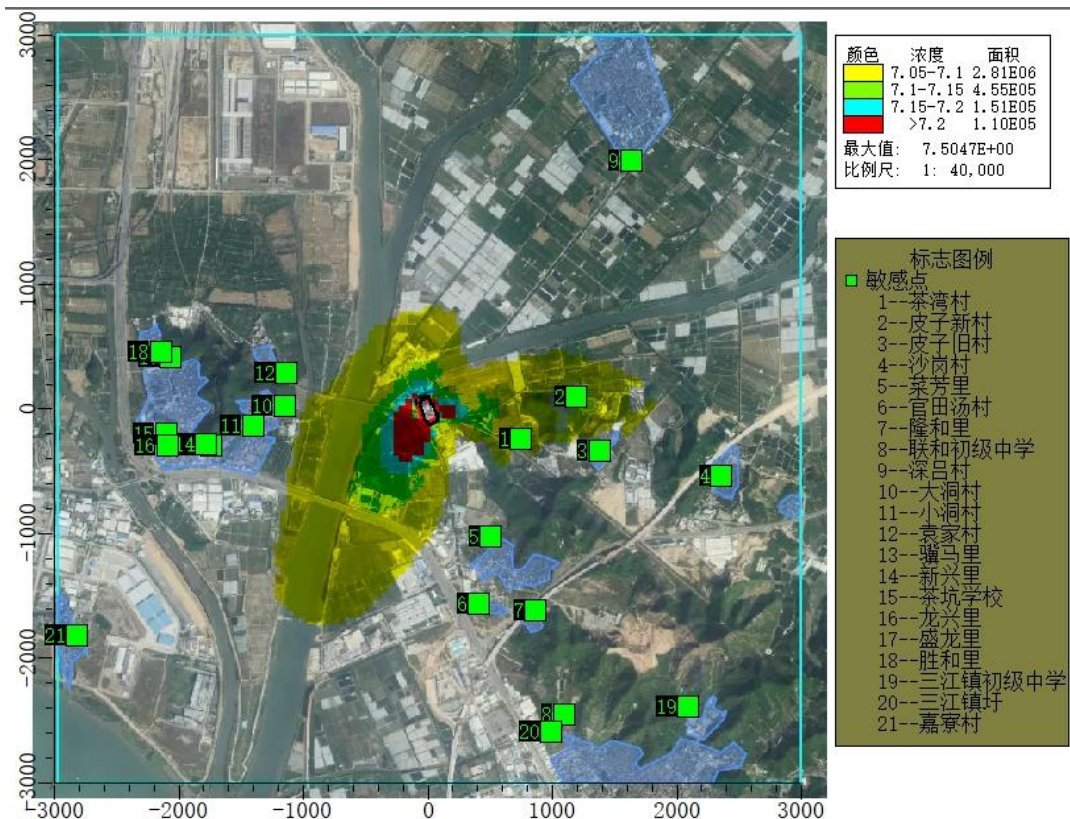 颜色 浓度 面积
7.05-7.1 2.81E06
7.1-7.15 4.55E05
7.15-7.2 1.51E05
>7.2 1.10E05
最大值: 7.5047E+00
比例尺: 1: 40,000
标志图例
敏感点
1--茶湾村
2--皮子新村
3--皮子旧村
4--沙岗村
5--菜芳里
6--官田汤村
7--隆和里
8--联和初级中学
9--深吕村
10--大洞村
11--小洞村
12--袁家村
13--骥马里
14--新兴里
15--茶坑学校
16--龙兴里
17--盛龙里
18--胜和里
19--三江镇初级中学
20--三江镇圩
21--嘉寮村
3000
2000
1000
0
-1000
-2000
-3000
-3000 -2000 -1000 0 1000 2000 3000
9
18
12
10
11
15
16
14
2
1
3
4
5
6
7
21
8
19
20